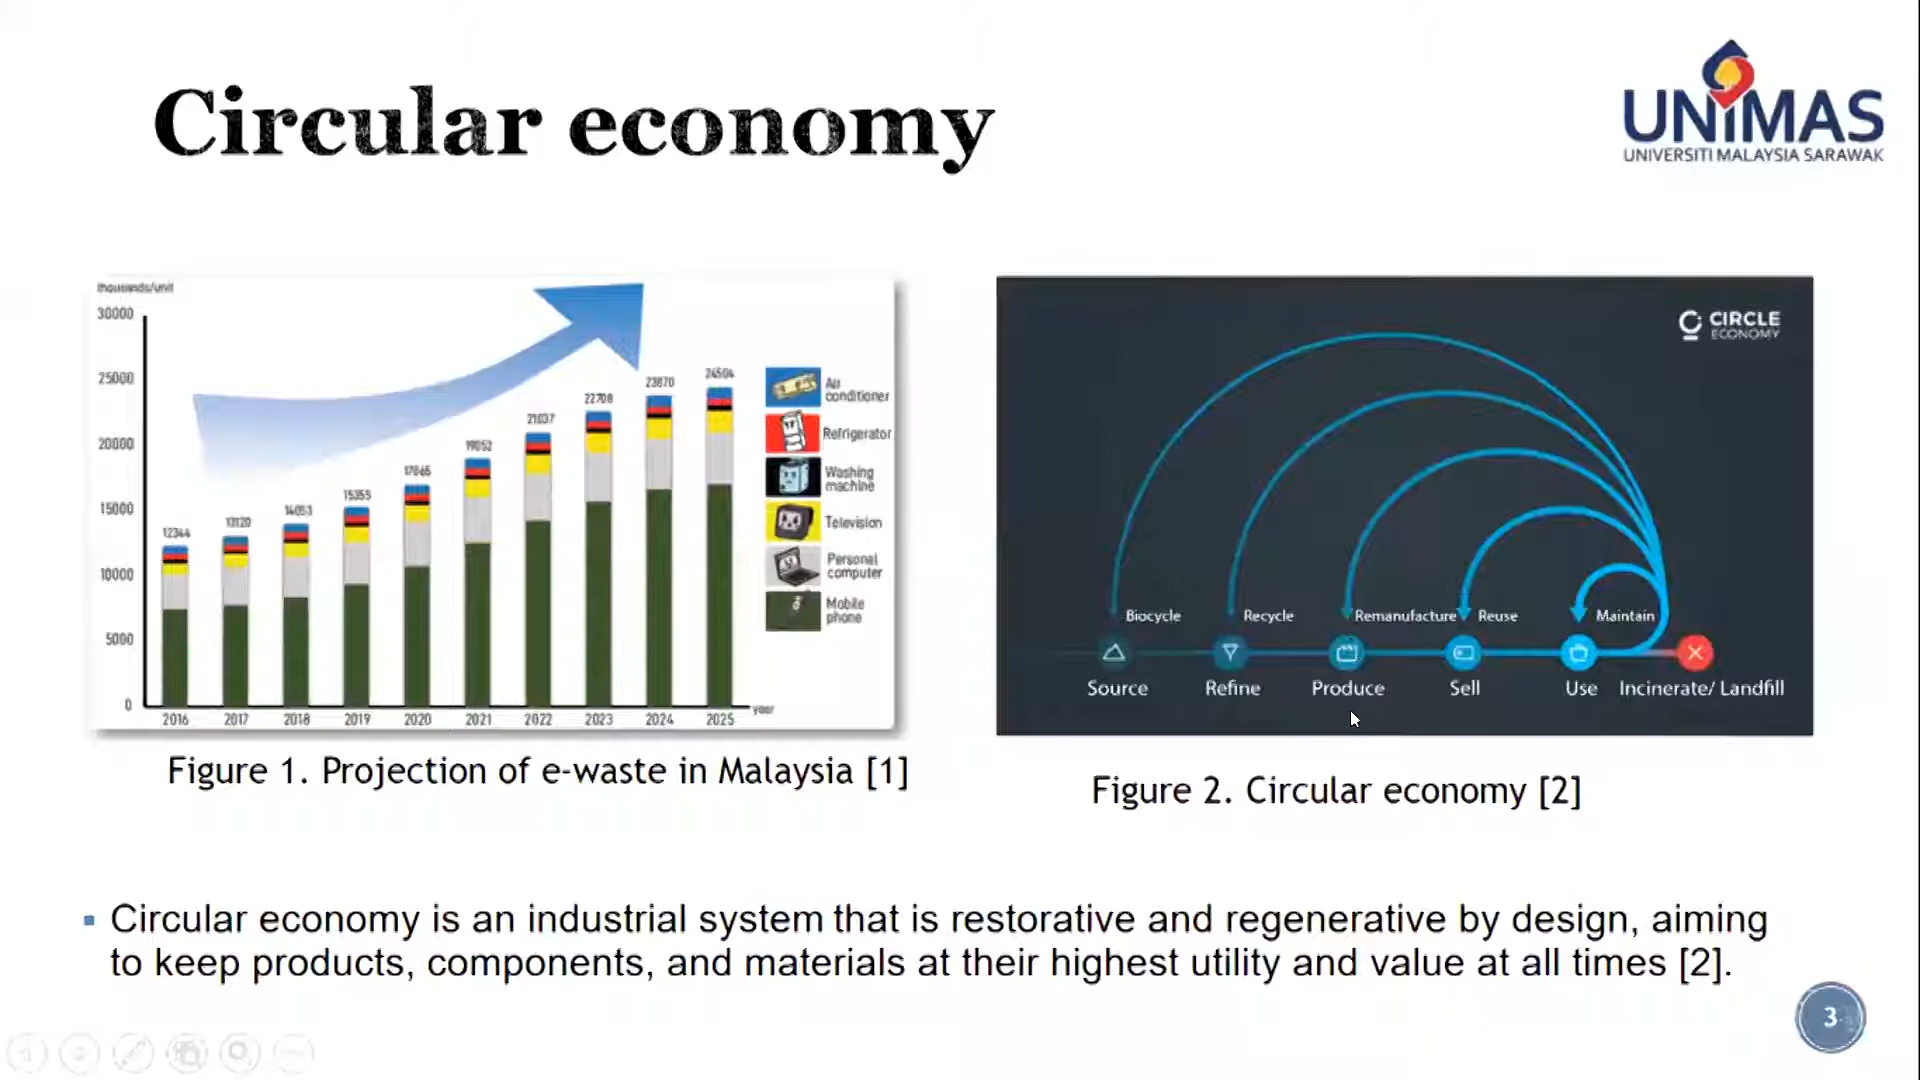 Circular economy
UNIMAS
UNIVERSITI MALAYSIA SARAWAK
thousands/unit
30000
25000
20000
15000
10000
5000
0
12344
13120
14053
15355
17065
19052
21037
22708
23870
24504
2016 2017 2018 2019 2020 2021 2022 2023 2024 2025
year
Air
conditioner
Refrigerator
Washing
machine
Television
Personal
computer
Mobile
phone
Figure 1. Projection of e-waste in Malaysia [1]
CIRCLE
ECONOMY
Biocycle Recycle Remanufacture Reuse Maintain
Source Refine Produce Sell Use Incinerate/ Landfill
Figure 2. Circular economy [2]
Circular economy is an industrial system that is restorative and regenerative by design, aiming
to keep products, components, and materials at their highest utility and value at all times [2].
3